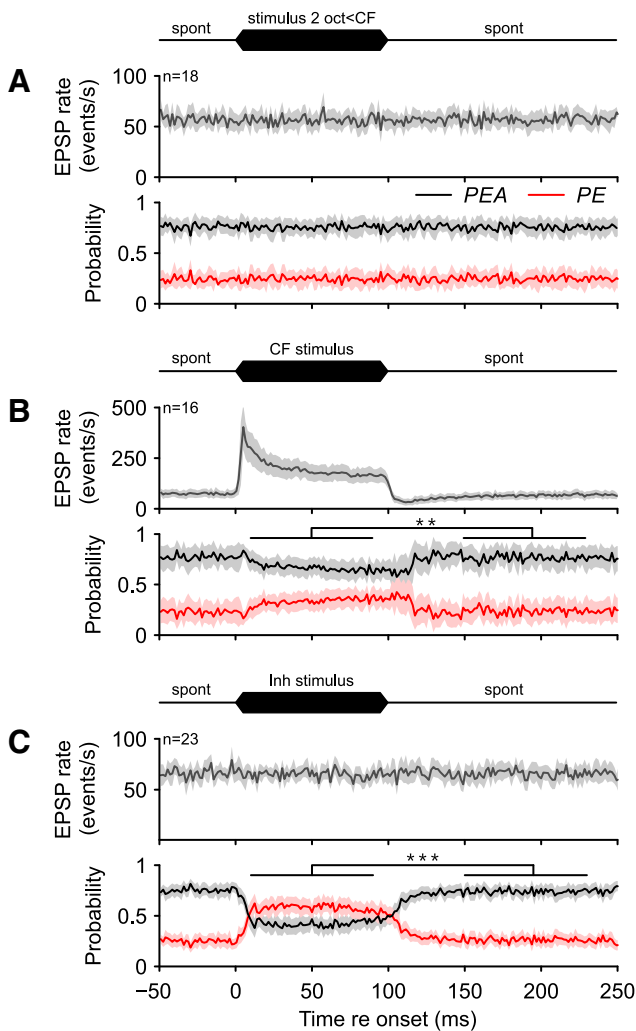 stimulus 2 oct<CF
spont
spont
A
EPSP rate
(events/s)
100
50
0
n=18
PEA
PE
Probability
1
0.5
0
CF stimulus
spont
spont
B
EPSP rate
(events/s)
500
250
0
n=16
Probability
1
0.5
0
**
Inh stimulus
spont
spont
C
EPSP rate
(events/s)
100
50
n=23
Probability
1
0.5
0
***
−50 0 50 100 150 200 250
Time re onset (ms)